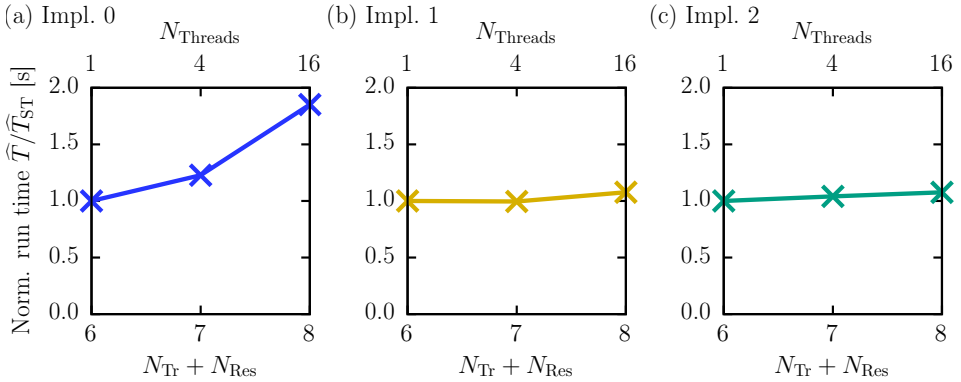 (a) Impl. 0
(b) Impl. 1
(c) Impl. 2
N_Threads
N_Threads
N_Threads
1 4 16
1 4 16
1 4 16
Norm. run time T̂/T̂_ST [s]
2.0
1.5
1.0
0.5
0.0
2.0
1.5
1.0
0.5
0.0
2.0
1.5
1.0
0.5
0.0
6 7 8
6 7 8
6 7 8
N_Tr + N_Res
N_Tr + N_Res
N_Tr + N_Res